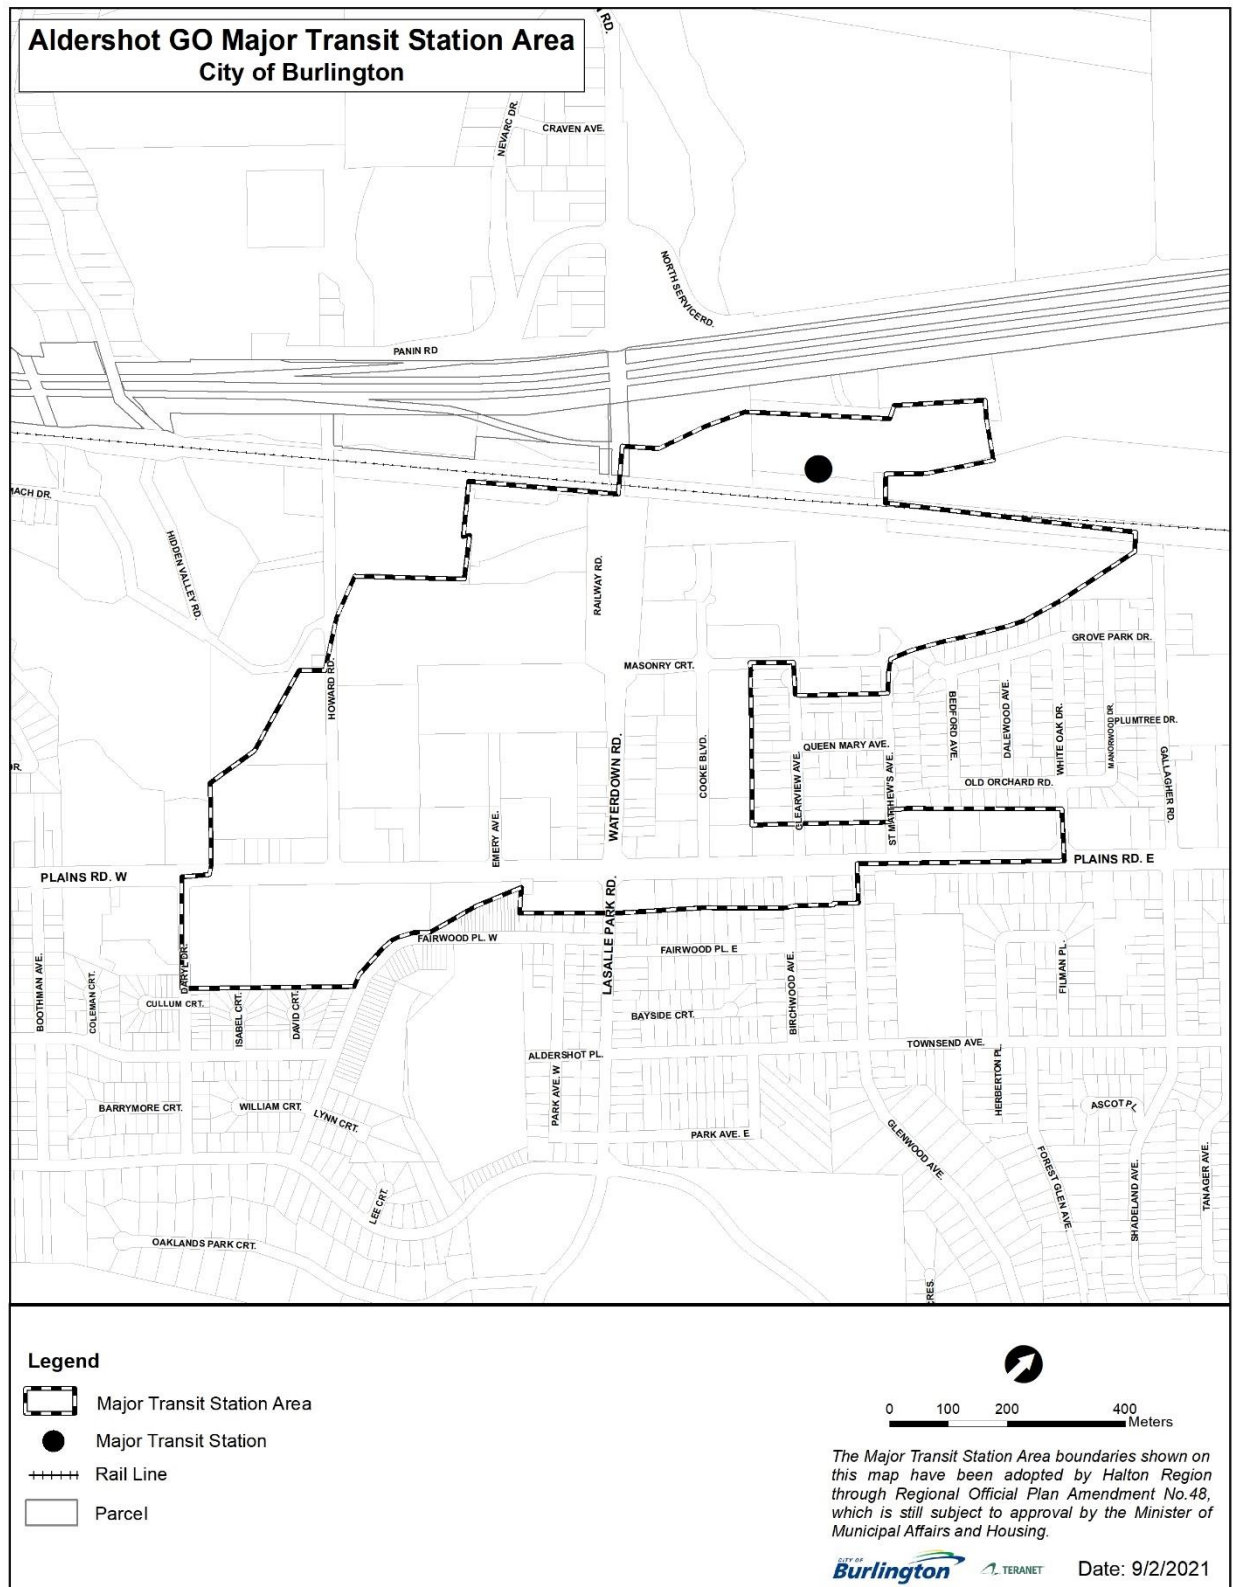 Aldershot GO Major Transit Station Area
City of Burlington
RD.
NEVARC DR.
CRAVEN AVE.
NORTH SERVICE RD.
PANIN RD
HIDDEN VALLEY RD.
RAILWAY RD.
HOWARD RD.
MASONRY CRT.
GROVE PARK DR.
BEDFORD AVE.
DALEWOOD AVE.
WHITE OAK DR.
MANORWOOD DR.
PLUMTREE DR.
WATERDOWN RD.
COOKE BLVD.
QUEEN MARY AVE.
CLEARVIEW AVE.
ST MATTHEW'S AVE.
OLD ORCHARD RD.
GALLAGHER RD.
EMERY AVE.
PLAINS RD. W
PLAINS RD. E
LASALLE PARK RD.
FAIRWOOD PL. W
FAIRWOOD PL. E
DARYL DR.
BOOTHMAN AVE.
COLEMAN CRT.
CULLUM CRT.
ISABEL CRT.
DAVID CRT.
BIRCHWOOD AVE.
FILMAN PL.
BAYSIDE CRT.
ALDERSHOT PL.
TOWNSEND AVE.
PARK AVE. W
HERBERTON PL.
BARRYMORE CRT.
WILLIAM CRT.
LYNN CRT.
ASCOT PL
PARK AVE. E
GLENWOOD AVE.
FOREST GLEN AVE.
SHADELAND AVE.
TANAGER AVE.
LEE CRT.
OAKLANDS PARK CRT.
Legend
Major Transit Station Area
Major Transit Station
Rail Line
Parcel
0 100 200 400
Meters
The Major Transit Station Area boundaries shown on
this map have been adopted by Halton Region
through Regional Official Plan Amendment No.48,
which is still subject to approval by the Minister of
Municipal Affairs and Housing.
CITY OF
Burlington
TERANET
Date: 9/2/2021